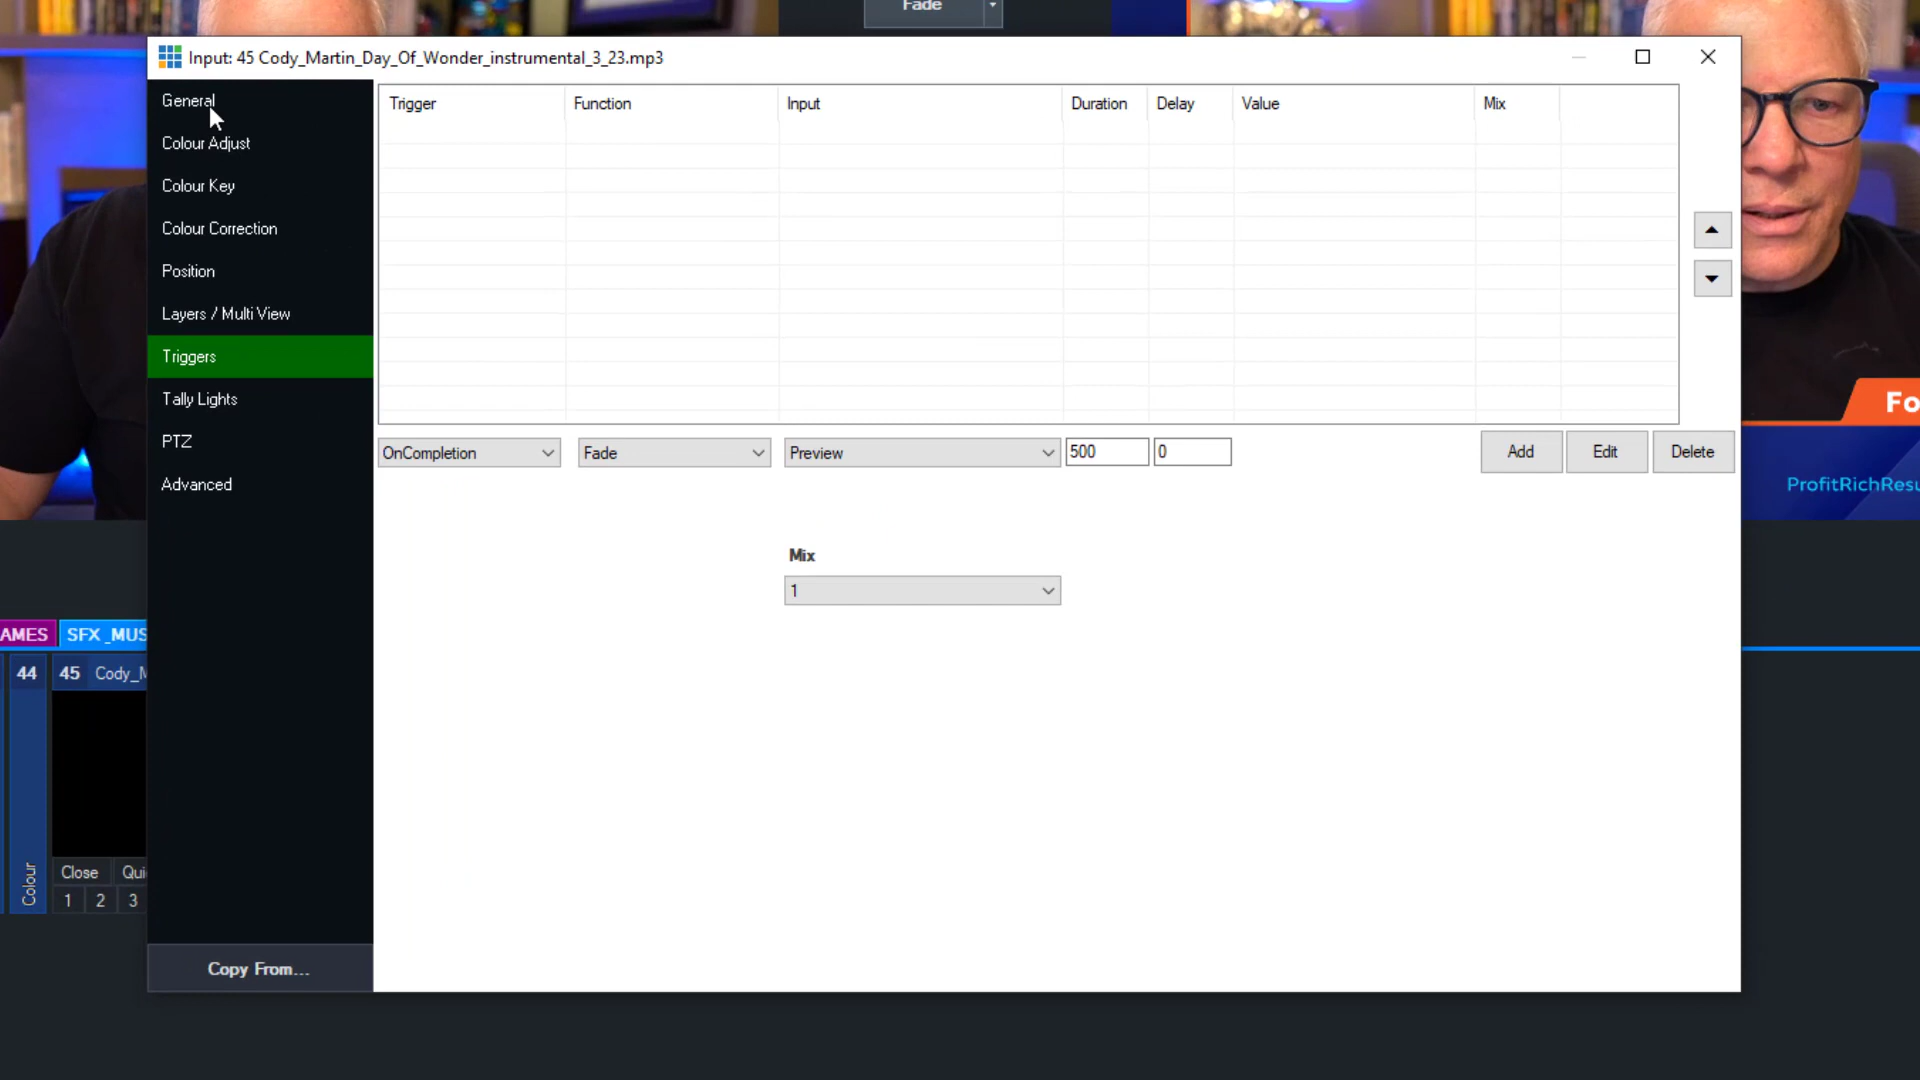 Fade
Input: 45 Cody_Martin_Day_Of_Wonder_instrumental_3_23.mp3
General
Colour Adjust
Colour Key
Colour Correction
Position
Layers / Multi View
Triggers
Tally Lights
PTZ
Advanced
Copy From...
Trigger Function Input Duration Delay Value Mix
OnCompletion Fade Preview 500 0 Add Edit Delete
Mix
1
Fo
ProfitRichResu
AMES SFX_MUS
44 45 Cody_M
Colour
Close Qui
1 2 3